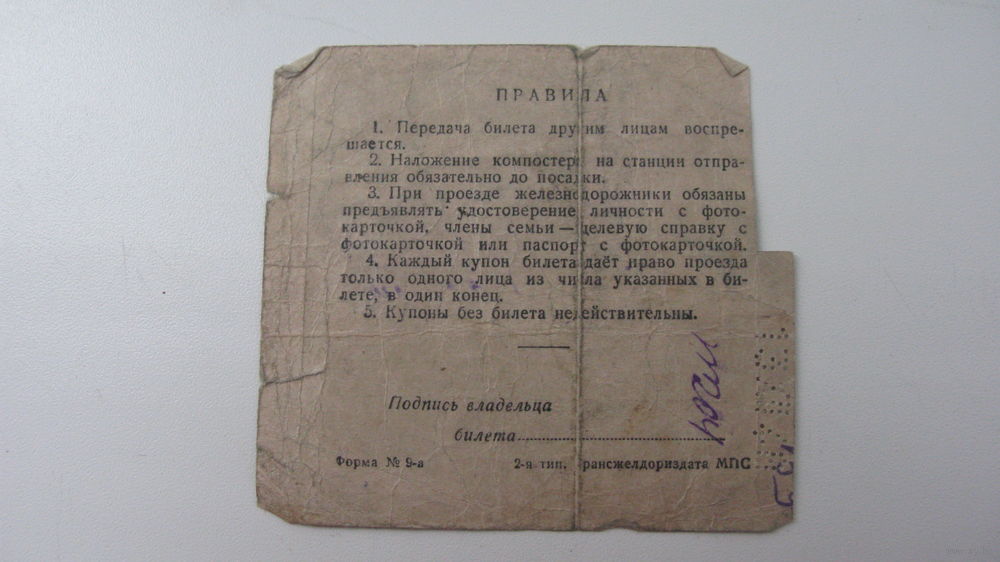 ПРАВИЛА
1. Передача билета другим лицам воспре-
щается.
2. Наложение компостера на станции отпра-
вления обязательно до посадки.
3. При проезде железнодорожники обязаны
предъявлять удостоверение личности с фото-
карточкой, члены семьи — целевую справку с
фотокарточкой или паспорт с фотокарточкой.
4. Каждый купон билета даёт право проезда
только одного лица из числа указанных в би-
лете, в один конец.
5. Купоны без билета недействительны.
Подпись владельца
билета
Форма № 9-а 2-я тип. Трансжелдориздата МПС